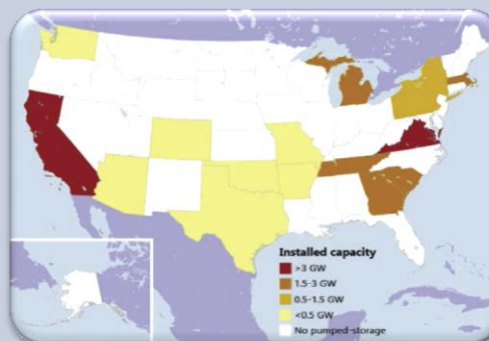 Installed capacity
>3 GW
1.5-3 GW
0.5-1.5 GW
<0.5 GW
No pumped-storage